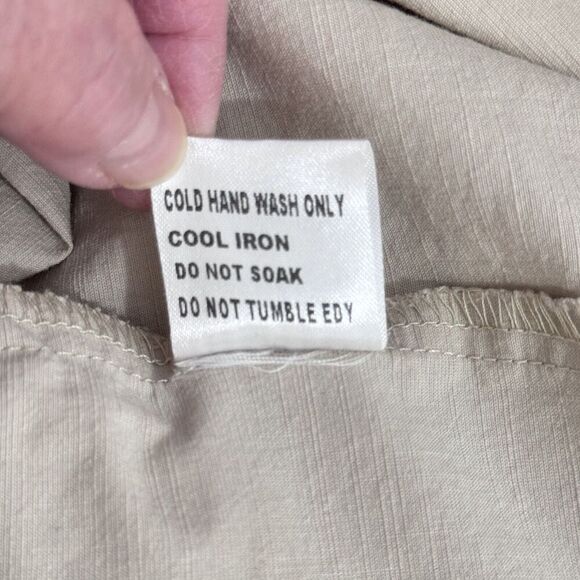 COLD HAND WASH ONLY
COOL IRON
DO NOT SOAK
DO NOT TUMBLE EDY